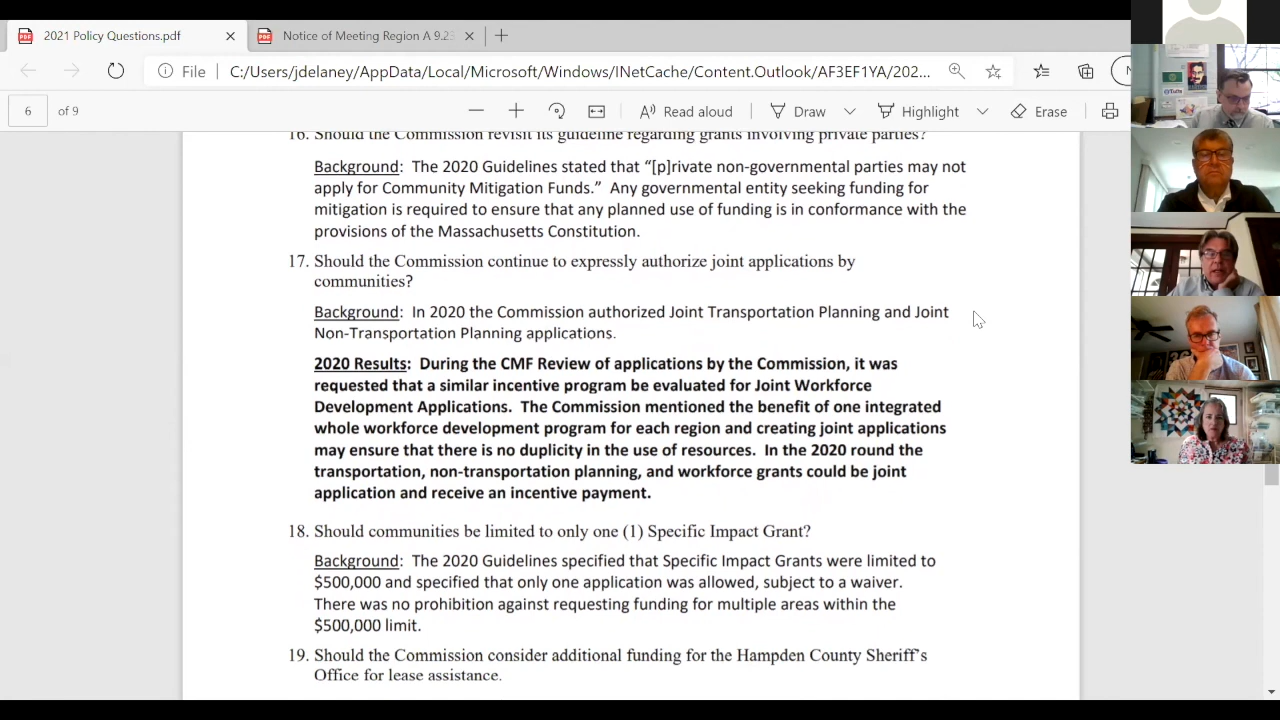 2021 Policy Questions.pdf
Notice of Meeting Region A 9.23
File
C:/Users/jdelaney/AppData/Local/Microsoft/Windows/INetCache/Content.Outlook/AF3EF1YA/202...
6 of 9
Read aloud
Draw
Highlight
Erase
16. Should the Commission revisit its guideline regarding grants involving private parties?
Background: The 2020 Guidelines stated that “[p]rivate non-governmental parties may not
apply for Community Mitigation Funds.” Any governmental entity seeking funding for
mitigation is required to ensure that any planned use of funding is in conformance with the
provisions of the Massachusetts Constitution.
17. Should the Commission continue to expressly authorize joint applications by
communities?
Background: In 2020 the Commission authorized Joint Transportation Planning and Joint
Non-Transportation Planning applications.
2020 Results: During the CMF Review of applications by the Commission, it was
requested that a similar incentive program be evaluated for Joint Workforce
Development Applications. The Commission mentioned the benefit of one integrated
whole workforce development program for each region and creating joint applications
may ensure that there is no duplicity in the use of resources. In the 2020 round the
transportation, non-transportation planning, and workforce grants could be joint
application and receive an incentive payment.
18. Should communities be limited to only one (1) Specific Impact Grant?
Background: The 2020 Guidelines specified that Specific Impact Grants were limited to
$500,000 and specified that only one application was allowed, subject to a waiver.
There was no prohibition against requesting funding for multiple areas within the
$500,000 limit.
19. Should the Commission consider additional funding for the Hampden County Sheriff’s
Office for lease assistance.
Tufts